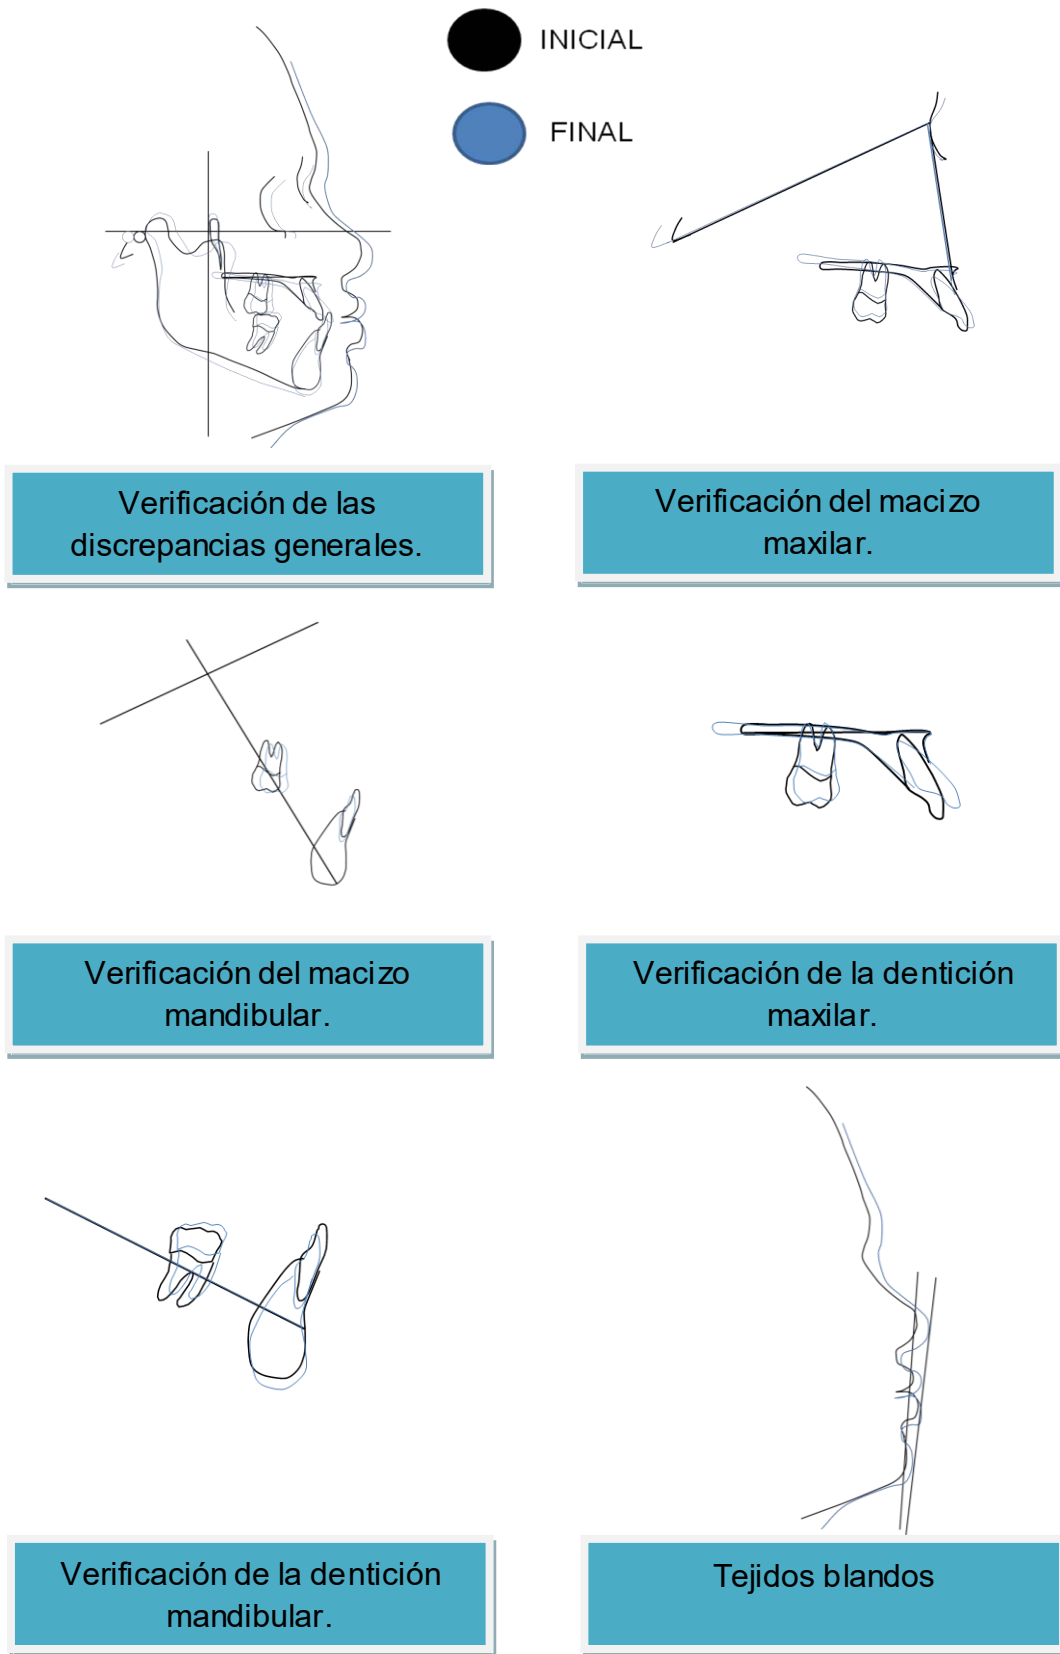 INICIAL
FINAL
Verificación de las
discrepancias generales.
Verificación del macizo
maxilar.
Verificación del macizo
mandibular.
Verificación de la dentición
maxilar.
Verificación de la dentición
mandibular.
Tejidos blandos